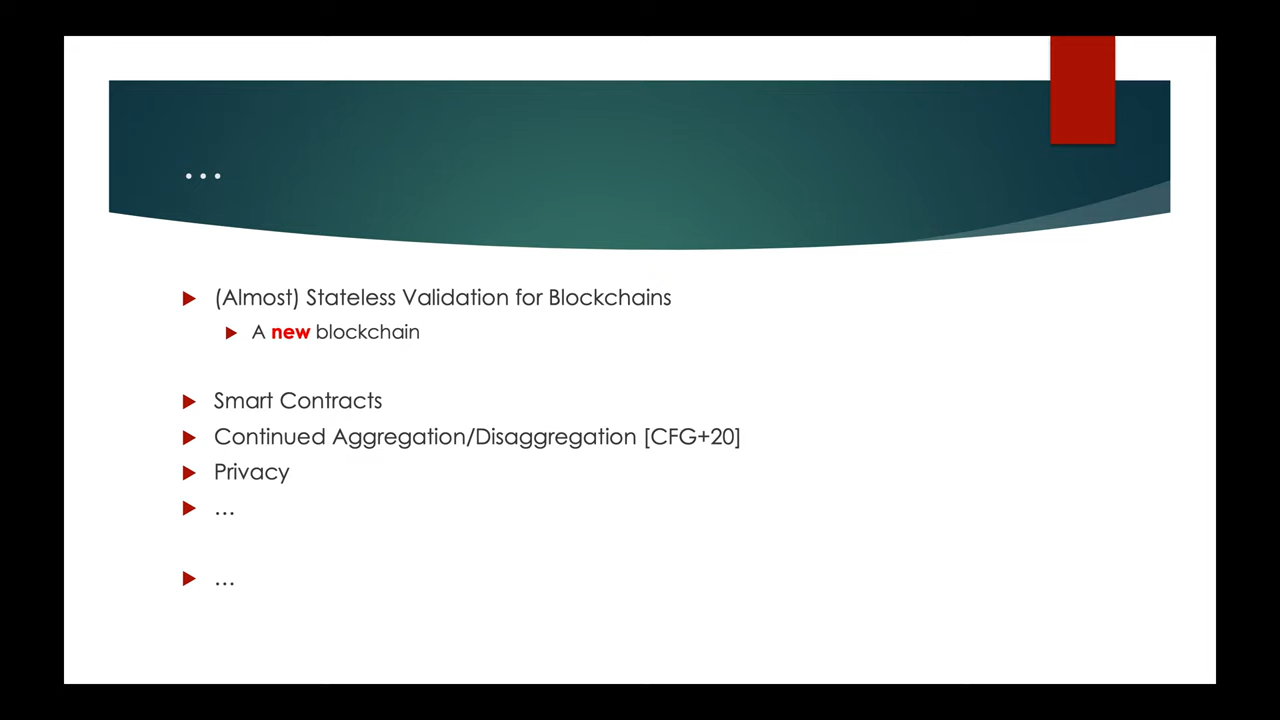 ...
(Almost) Stateless Validation for Blockchains
A new blockchain
Smart Contracts
Continued Aggregation/Disaggregation [CFG+20]
Privacy
...
...